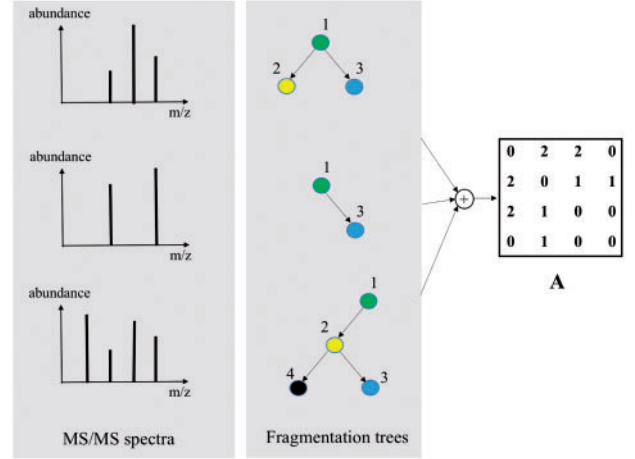 abundance
m/z
1
2 3
abundance
m/z
1
3
0 2 2 0
2 0 1 1
2 1 0 0
0 1 0 0
A
abundance
m/z
1
2
4 3
MS/MS spectra
Fragmentation trees
+